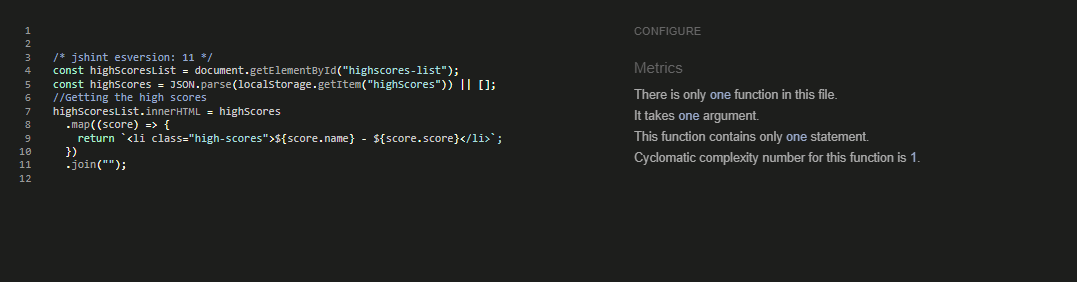 1
2
3 /* jshint esversion: 11 */
4 const highScoresList = document.getElementById("highscores-list");
5 const highScores = JSON.parse(localStorage.getItem("highScores")) || [];
6 //Getting the high scores
7 highScoresList.innerHTML = highScores
8 .map((score) => {
9 return `<li class="high-scores">${score.name} - ${score.score}</li>`;
10 })
11 .join("");
12
CONFIGURE
Metrics
There is only one function in this file.
It takes one argument.
This function contains only one statement.
Cyclomatic complexity number for this function is 1.